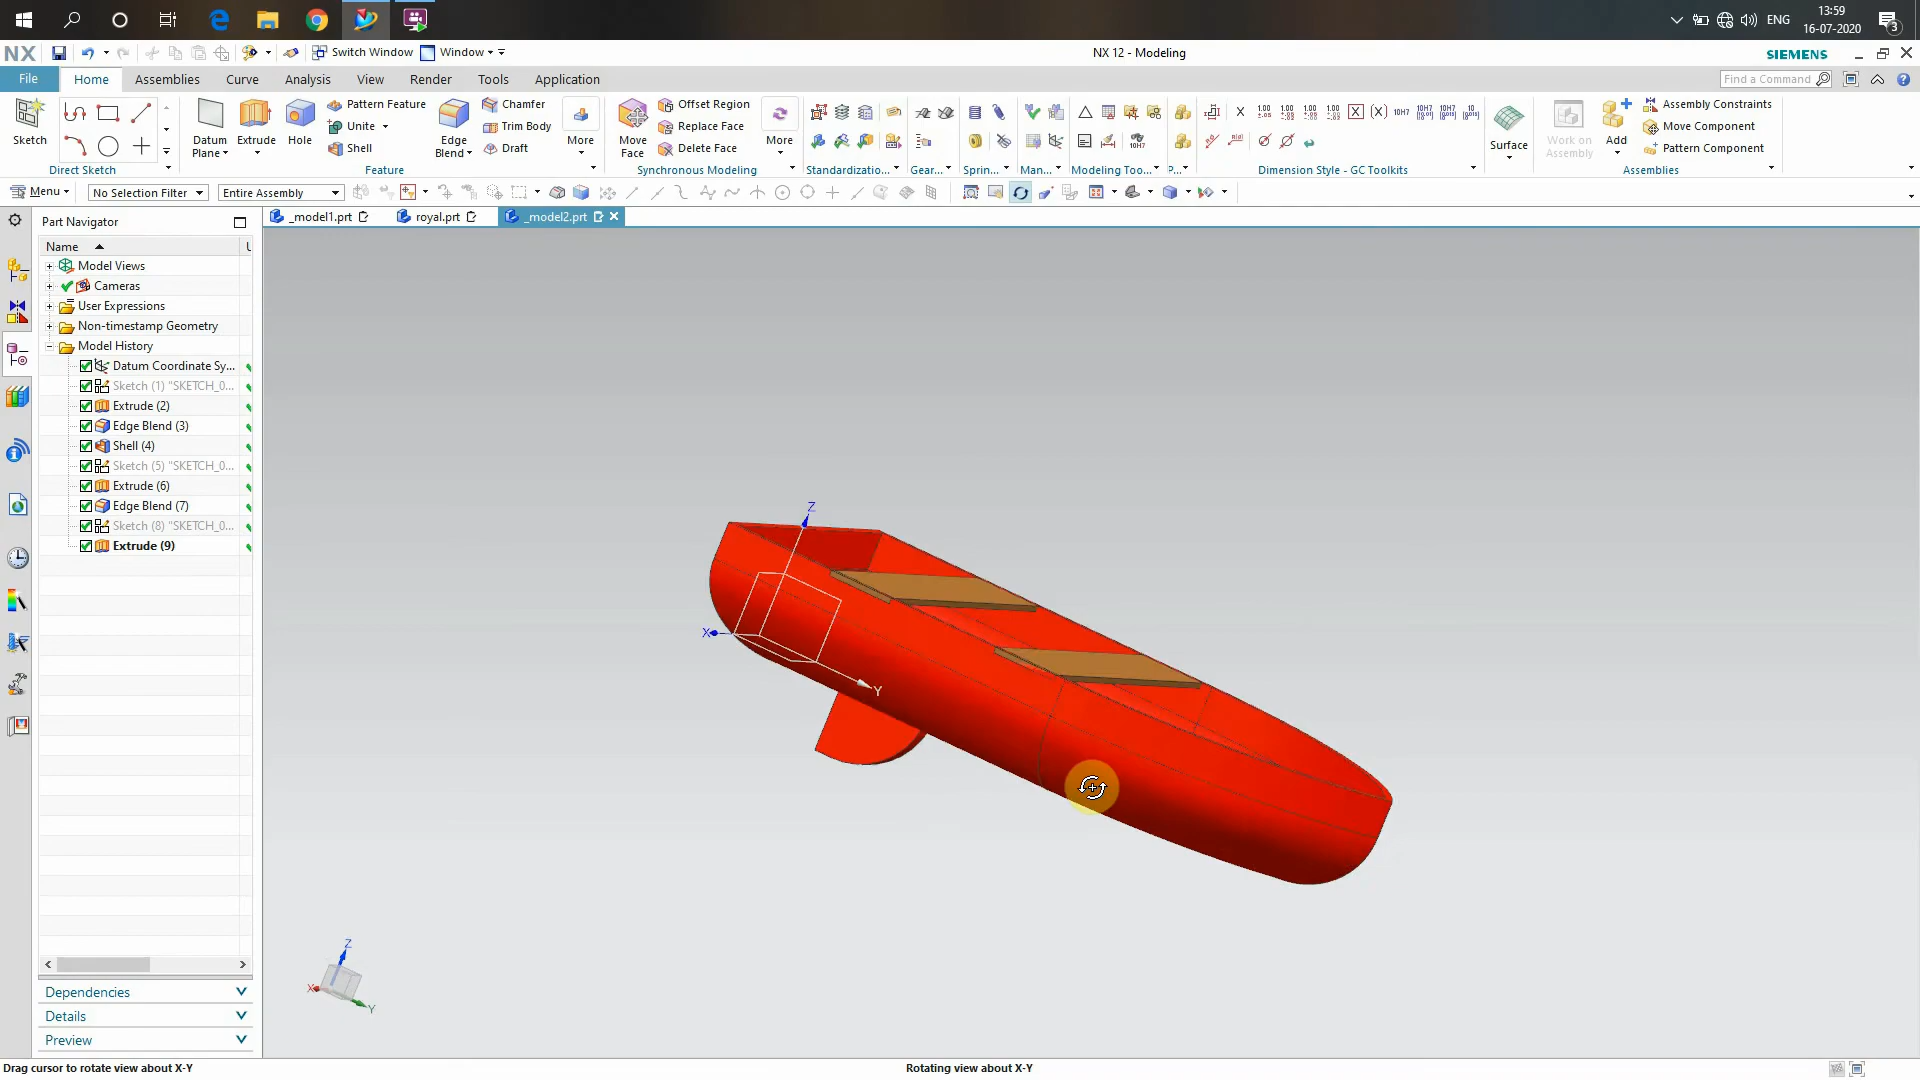 13:59
ENG
16-07-2020
3
NX
Switch Window
Window
NX 12 - Modeling
SIEMENS
File
Home
Assemblies
Curve
Analysis
View
Render
Tools
Application
Find a Command
Sketch
Datum
Plane
Extrude
Hole
Pattern Feature
Unite
Shell
Edge
Blend
Chamfer
Trim Body
Draft
More
Move
Face
Offset Region
Replace Face
Delete Face
More
Surface
Work on
Assembly
Add
Assembly Constraints
Move Component
Pattern Component
Direct Sketch
Feature
Synchronous Modeling
Standardizatio...
Gear...
Sprin...
Man...
Modeling Too...
P...
Dimension Style - GC Toolkits
Assemblies
Menu
No Selection Filter
Entire Assembly
Part Navigator
_model1.prt
royal.prt
_model2.prt
Name
Model Views
Cameras
User Expressions
Non-timestamp Geometry
Model History
Datum Coordinate Sy...
Sketch (1) "SKETCH_0...
Extrude (2)
Edge Blend (3)
Shell (4)
Sketch (5) "SKETCH_0...
Extrude (6)
Edge Blend (7)
Sketch (8) "SKETCH_0...
Extrude (9)
Z
X
Y
Z
X
Y
Dependencies
Details
Preview
Drag cursor to rotate view about X-Y
Rotating view about X-Y